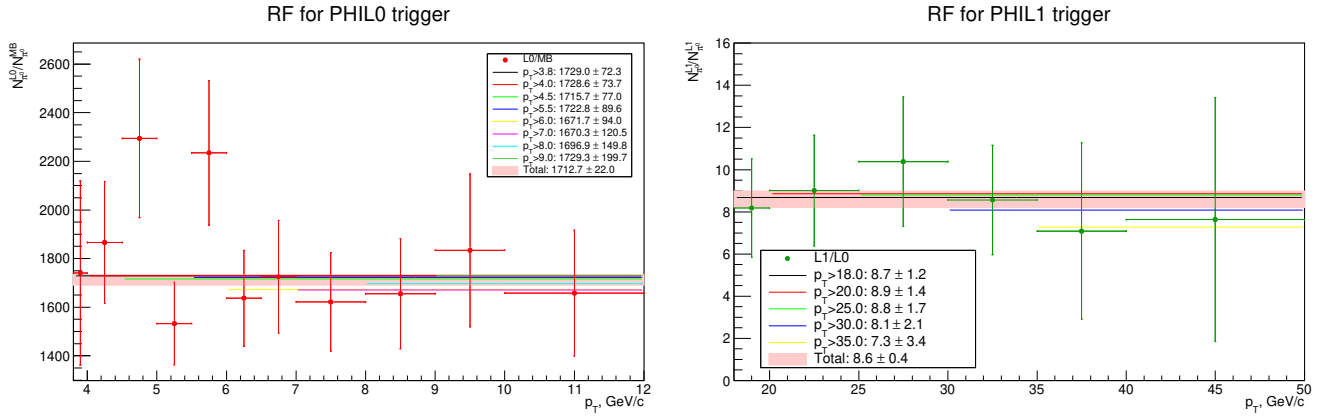 RF for PHIL0 trigger
N_{π^0}^{L0}/N_{π^0}^{MB}
2600
2400
2200
2000
1800
1600
1400
L0/MB
p_T>3.8: 1729.0 ± 72.3
p_T>4.0: 1728.6 ± 73.7
p_T>4.5: 1715.7 ± 77.0
p_T>5.5: 1722.8 ± 89.6
p_T>6.0: 1671.7 ± 94.0
p_T>7.0: 1670.3 ± 120.5
p_T>8.0: 1696.9 ± 149.8
p_T>9.0: 1729.3 ± 199.7
Total: 1712.7 ± 22.0
4 5 6 7 8 9 10 11 12
p_T, GeV/c
RF for PHIL1 trigger
N_{π^0}^{L1}/N_{π^0}^{L1}
16
14
12
10
8
6
4
2
0
L1/L0
p_T>18.0: 8.7 ± 1.2
p_T>20.0: 8.9 ± 1.4
p_T>25.0: 8.8 ± 1.7
p_T>30.0: 8.1 ± 2.1
p_T>35.0: 7.3 ± 3.4
Total: 8.6 ± 0.4
20 25 30 35 40 45 50
p_T, GeV/c